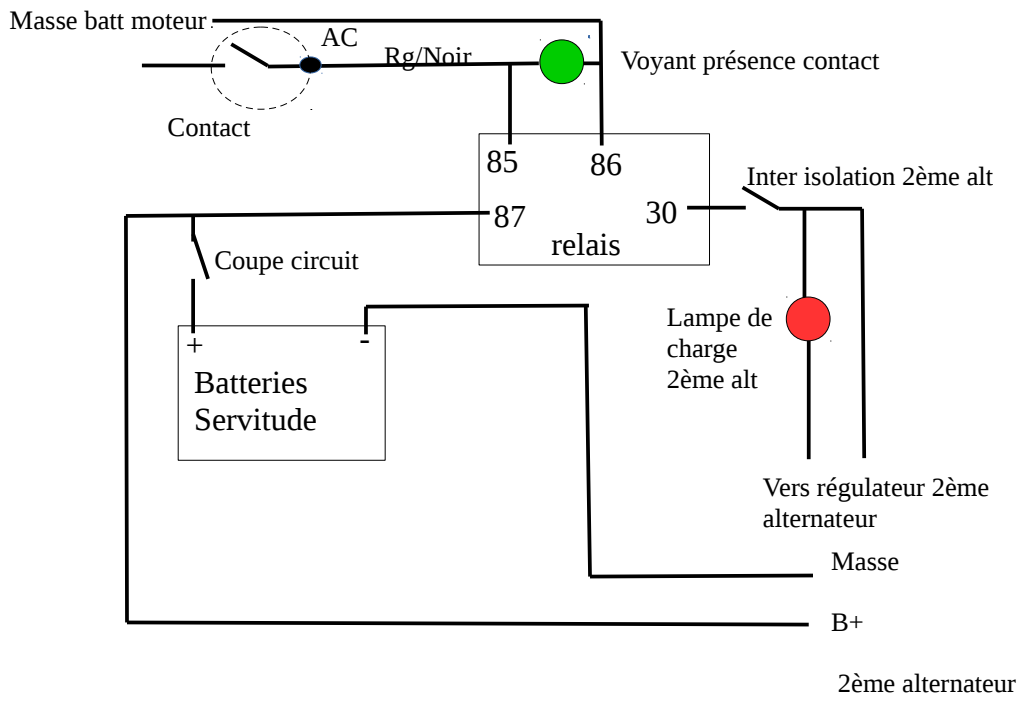 Masse batt moteur
AC
Rg/Noir
Voyant présence contact
Contact
85
86
Inter isolation 2ème alt
87
30
relais
Coupe circuit
+
-
Batteries
Servitude
Lampe de
charge
2ème alt
Vers régulateur 2ème
alternateur
Masse
B+
2ème alternateur